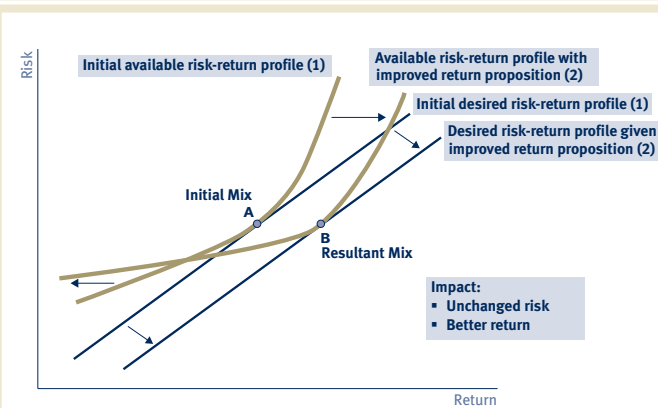 Risk
Initial available risk-return profile (1)
Available risk-return profile with
improved return proposition (2)
Initial desired risk-return profile (1)
Desired risk-return profile given
improved return proposition (2)
Initial Mix
A
B
Resultant Mix
Impact:
▪ Unchanged risk
▪ Better return
Return